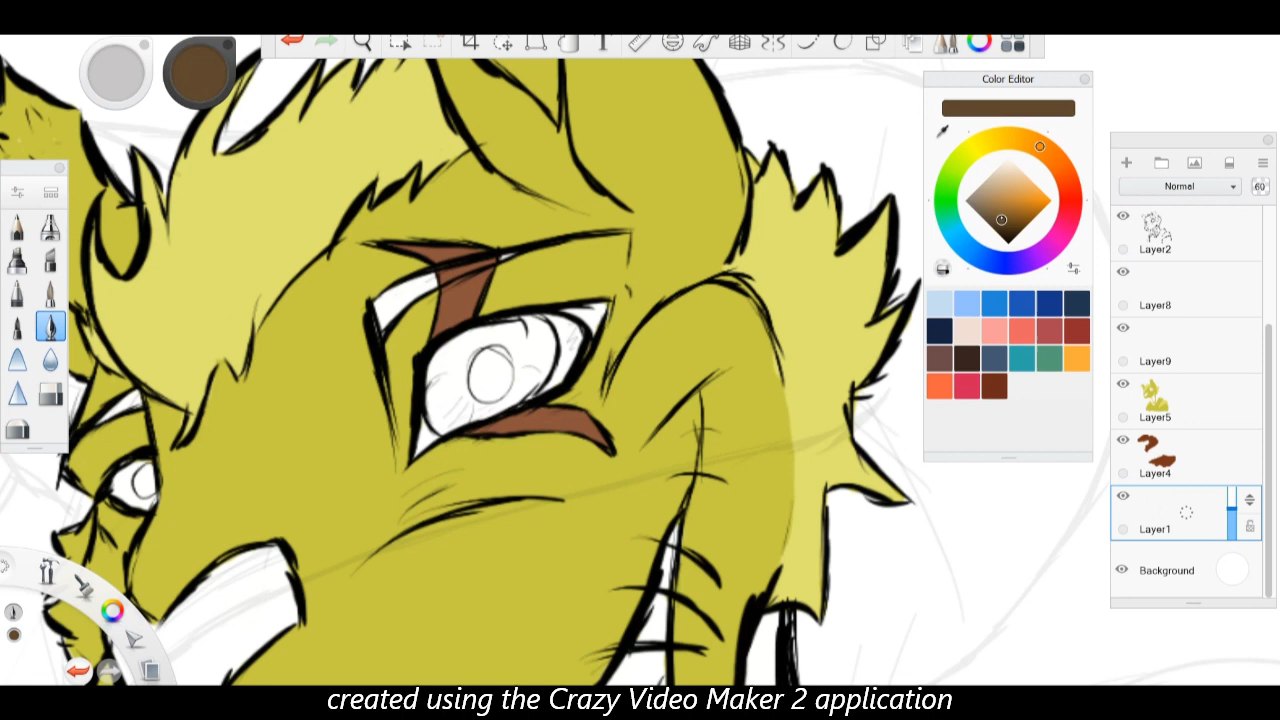 Color Editor
Normal
60
Layer2
Layer8
Layer9
Layer5
Layer4
Layer1
Background
created using the Crazy Video Maker 2 application